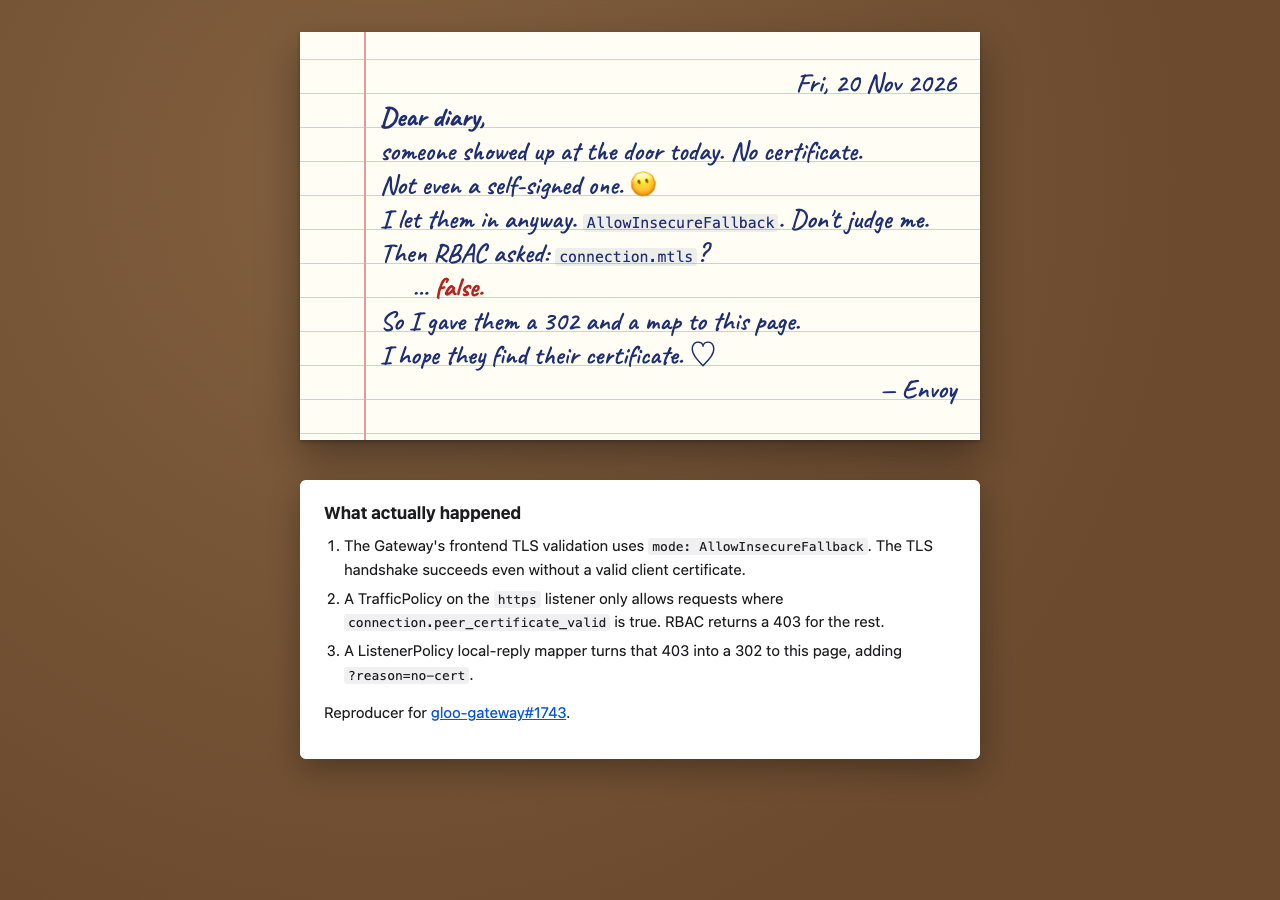 Fri, 20 Nov 2026
Dear diary,
someone showed up at the door today. No certificate.
Not even a self-signed one. 😶
I let them in anyway. AllowInsecureFallback. Don't judge me.
Then RBAC asked: connection.mtls?
... false.
So I gave them a 302 and a map to this page.
I hope they find their certificate. ♡
— Envoy
What actually happened
1. The Gateway's frontend TLS validation uses mode: AllowInsecureFallback. The TLS
handshake succeeds even without a valid client certificate.
2. A TrafficPolicy on the https listener only allows requests where
connection.peer_certificate_valid is true. RBAC returns a 403 for the rest.
3. A ListenerPolicy local-reply mapper turns that 403 into a 302 to this page, adding
?reason=no-cert.
Reproducer for gloo-gateway#1743.